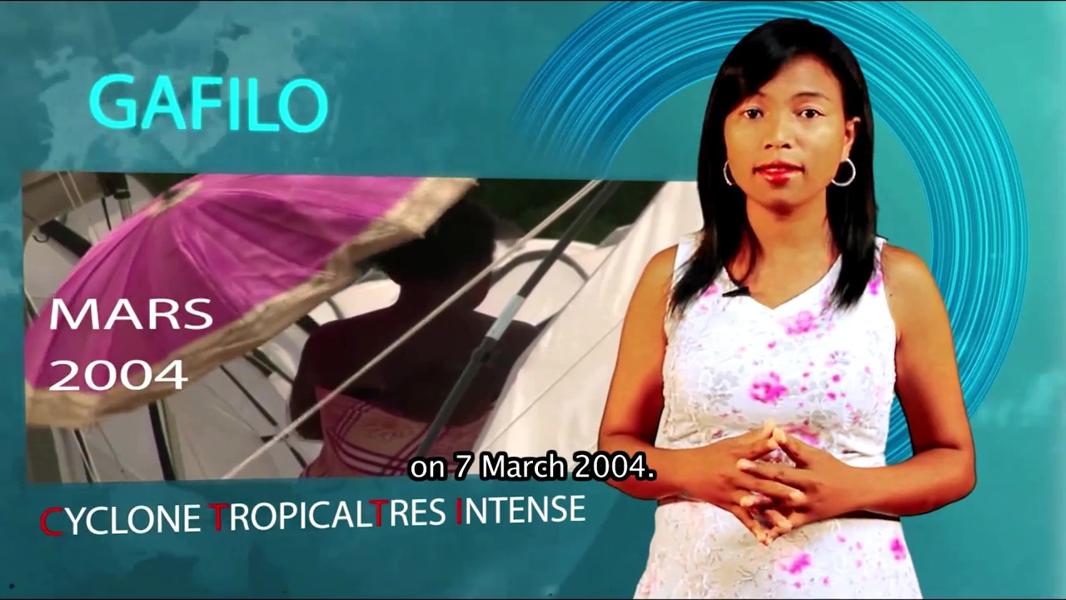 GAFILO
MARS
2004
on 7 March 2004.
CYCLONE TROPICALTRES INTENSE